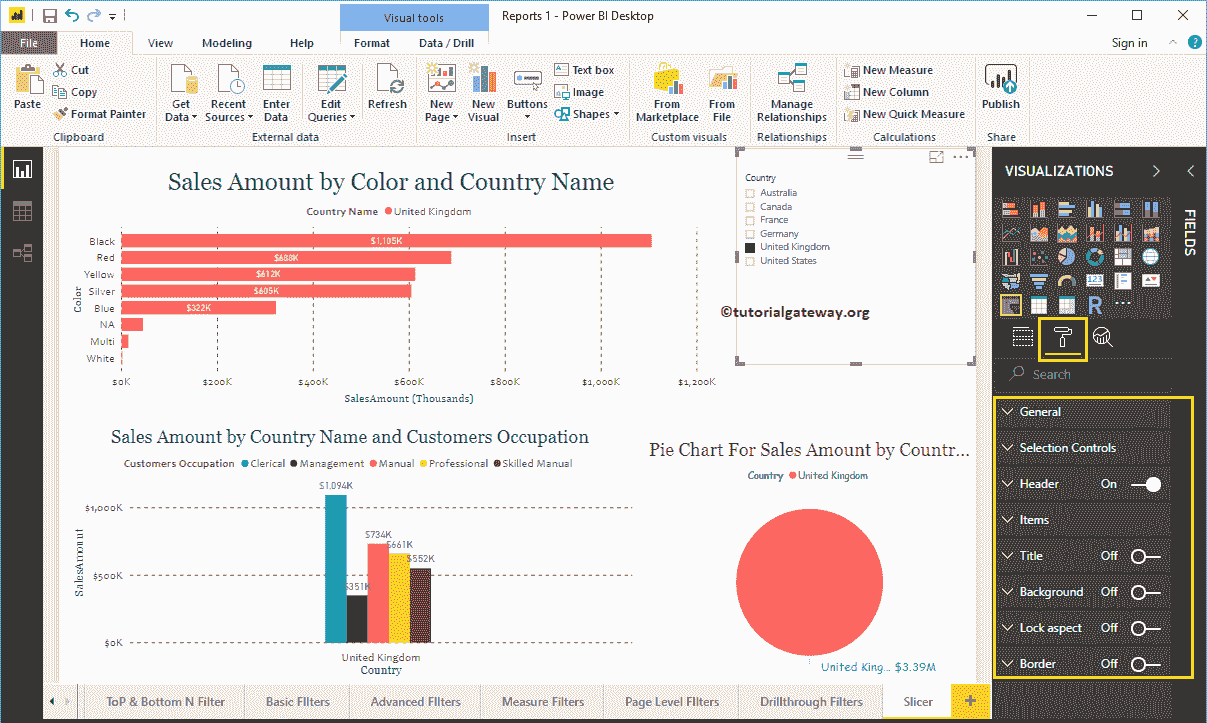 Visual tools
Reports 1 - Power BI Desktop
File Home View Modeling Help Format Data / Drill
Sign in
?
Paste
Cut
Copy
Format Painter
Clipboard
Get Data
Recent Sources
Enter Data
Edit Queries
External data
Refresh
New Page
New Visual
Buttons
Text box
Image
Shapes
Insert
From Marketplace
From File
Custom visuals
Manage Relationships
Relationships
New Measure
New Column
New Quick Measure
Calculations
Publish
Share
Sales Amount by Color and Country Name
Country Name United Kingdom
Color
Black $1,105K
Red $688K
Yellow $612K
Silver $605K
Blue $322K
NA
Multi
White
$0K $200K $400K $600K $800K $1,000K $1,200K
SalesAmount (Thousands)
Country
Australia
Canada
France
Germany
United Kingdom
United States
©tutorialgateway.org
Sales Amount by Country Name and Customers Occupation
Customers Occupation Clerical Management Manual Professional Skilled Manual
SalesAmount
$1,000K
$500K
$0K
$1,094K
$351K
$734K
$661K
$552K
United Kingdom
Country
Pie Chart For Sales Amount by Countr...
Country United Kingdom
United King... $3.39M
VISUALIZATIONS
FIELDS
123
R
Search
General
Selection Controls
Header On
Items
Title Off
Background Off
Lock aspect Off
Border Off
ToP & Bottom N Filter Basic FIlters Advanced FIlters Measure Filters Page Level FIlters Drillthrough Filters Slicer +